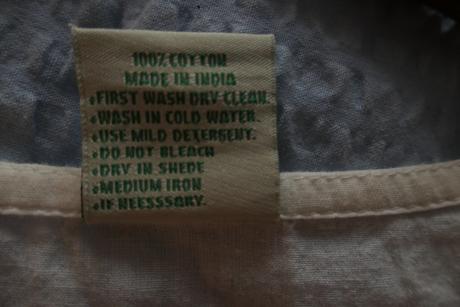 100% COTTON
MADE IN INDIA
•FIRST WASH DRY CLEAN.
•WASH IN COLD WATER.
•USE MILD DETERGENT.
•DO NOT BLEACH
•DRY IN SHEDE
•MEDIUM IRON
•IF NEESSSARY.